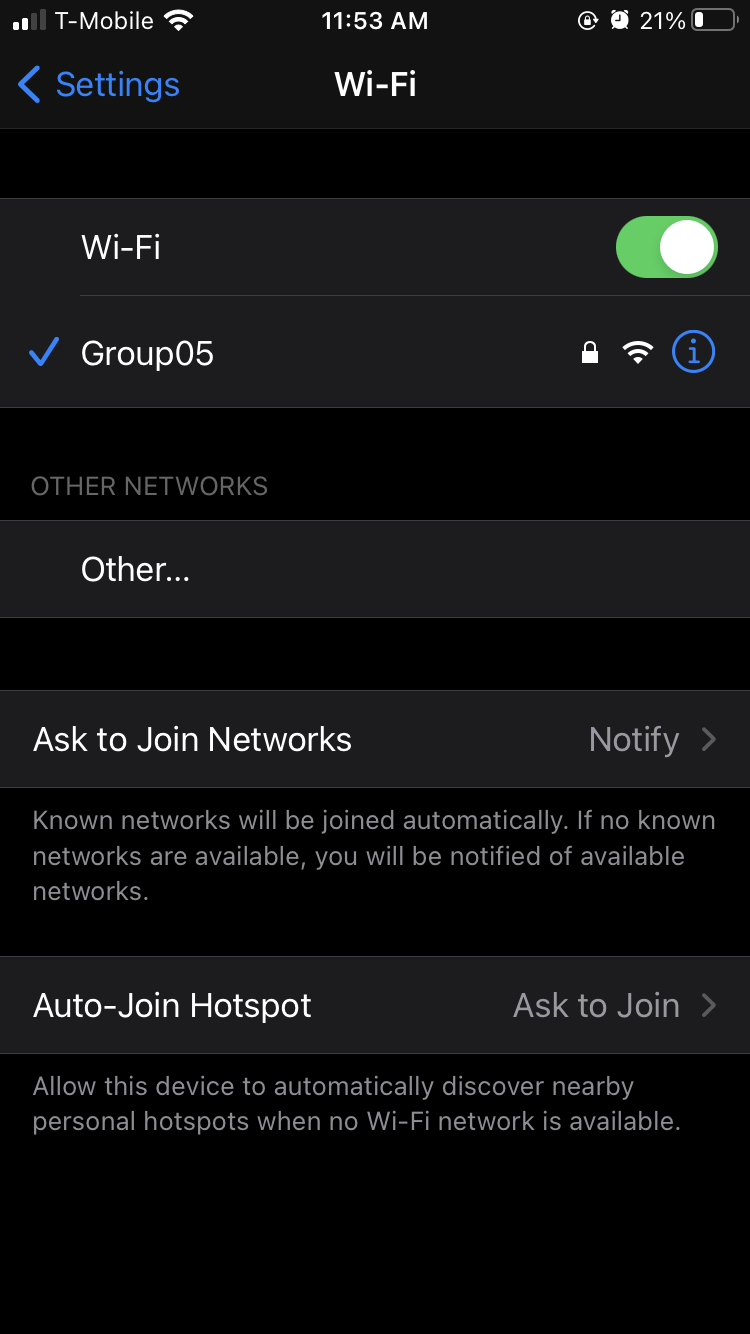 T-Mobile 11:53 AM 21%
Settings Wi-Fi
Wi-Fi
Group05
OTHER NETWORKS
Other...
Ask to Join Networks Notify
Known networks will be joined automatically. If no known
networks are available, you will be notified of available
networks.
Auto-Join Hotspot Ask to Join
Allow this device to automatically discover nearby
personal hotspots when no Wi-Fi network is available.